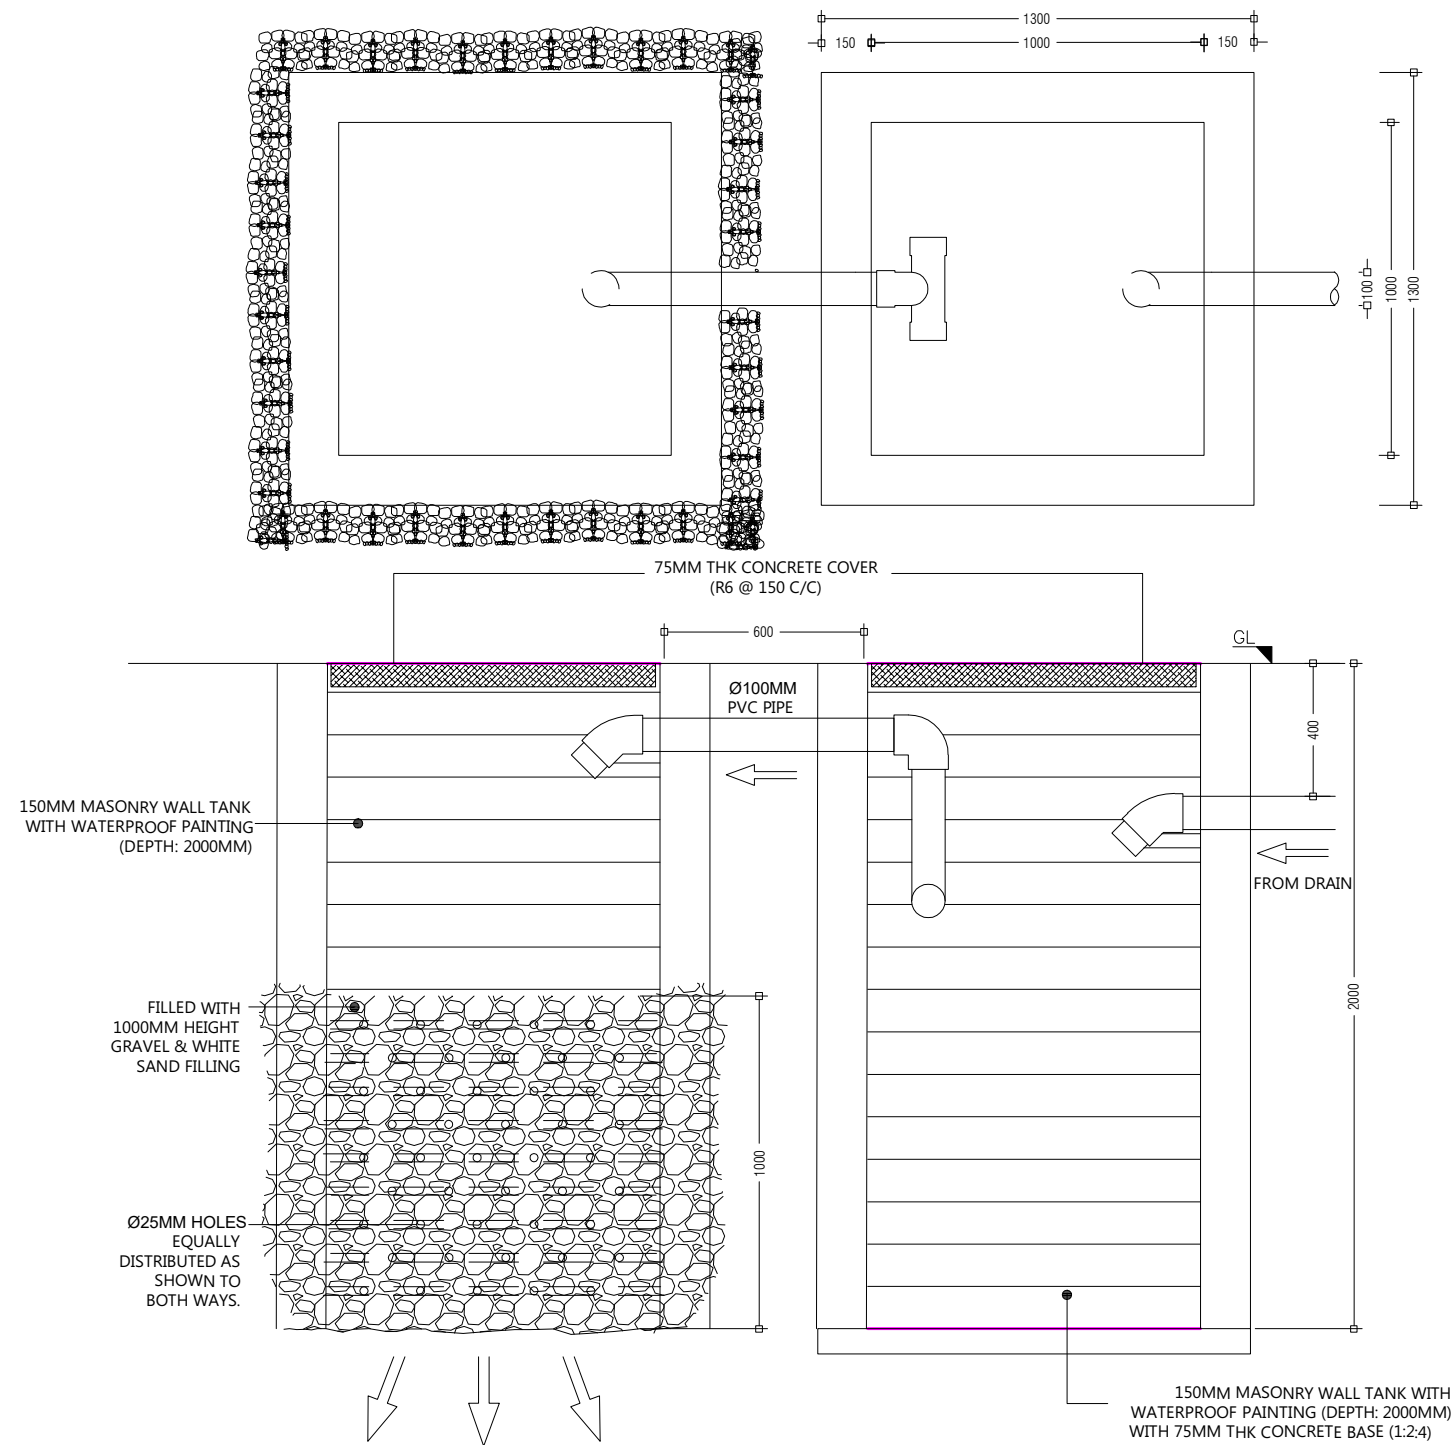 1300
150
1000
150
100
1000
1300
75MM THK CONCRETE COVER
(R6 @ 150 C/C)
600
GL
Ø100MM
PVC PIPE
400
150MM MASONRY WALL TANK
WITH WATERPROOF PAINTING
(DEPTH: 2000MM)
FROM DRAIN
2000
FILLED WITH
1000MM HEIGHT
GRAVEL & WHITE
SAND FILLING
1000
Ø25MM HOLES
EQUALLY
DISTRIBUTED AS
SHOWN TO
BOTH WAYS.
150MM MASONRY WALL TANK WITH
WATERPROOF PAINTING (DEPTH: 2000MM)
WITH 75MM THK CONCRETE BASE (1:2:4)